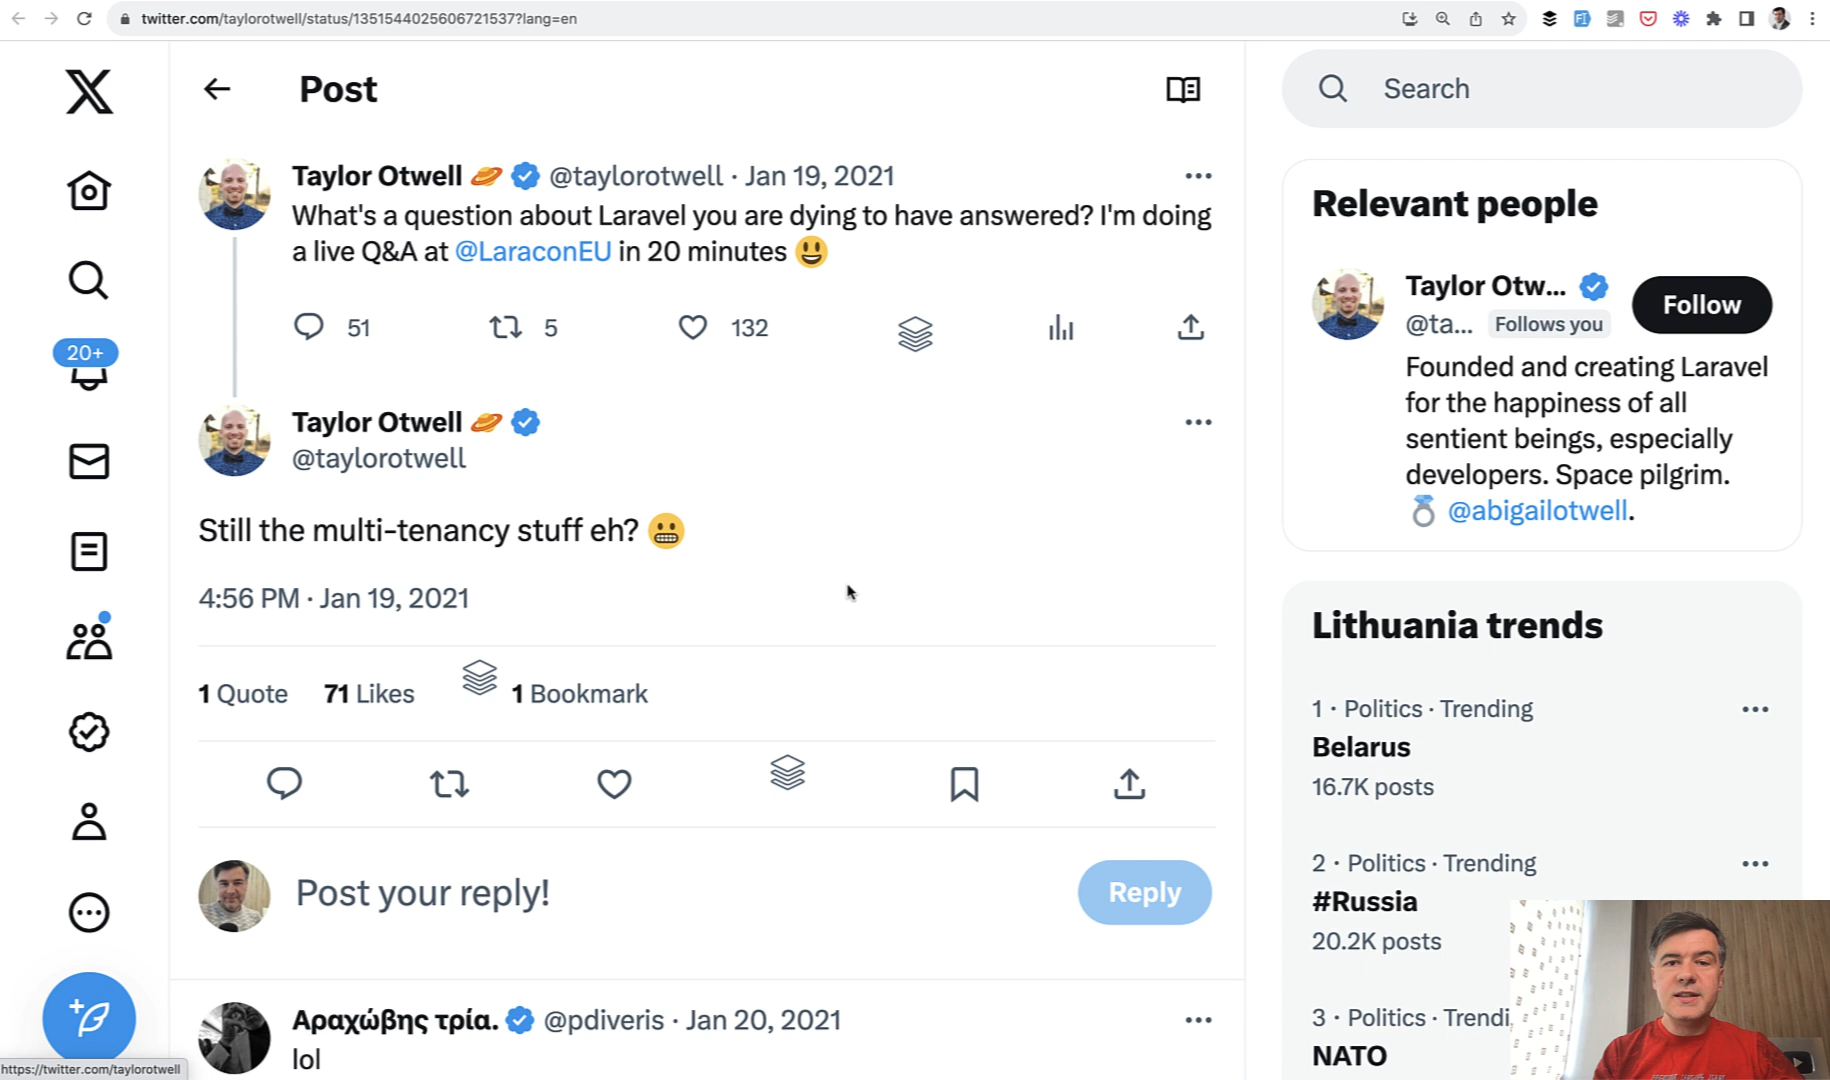 twitter.com/taylorotwell/status/1351544025606721537?lang=en
Post
Search
Taylor Otwell @taylorotwell · Jan 19, 2021
What's a question about Laravel you are dying to have answered? I'm doing
a live Q&A at @LaraconEU in 20 minutes 😃
51
5
132
Taylor Otwell
@taylorotwell
Still the multi-tenancy stuff eh? 😬
4:56 PM · Jan 19, 2021
1 Quote 71 Likes 1 Bookmark
Post your reply!
Reply
Αραχώβης τρία. @pdiveris · Jan 20, 2021
lol
20+
https://twitter.com/taylorotwell
Relevant people
Taylor Otw...
@ta... Follows you
Follow
Founded and creating Laravel
for the happiness of all
sentient beings, especially
developers. Space pilgrim.
💍 @abigailotwell.
Lithuania trends
1 · Politics · Trending
Belarus
16.7K posts
2 · Politics · Trending
#Russia
20.2K posts
3 · Politics · Trendi
NATO